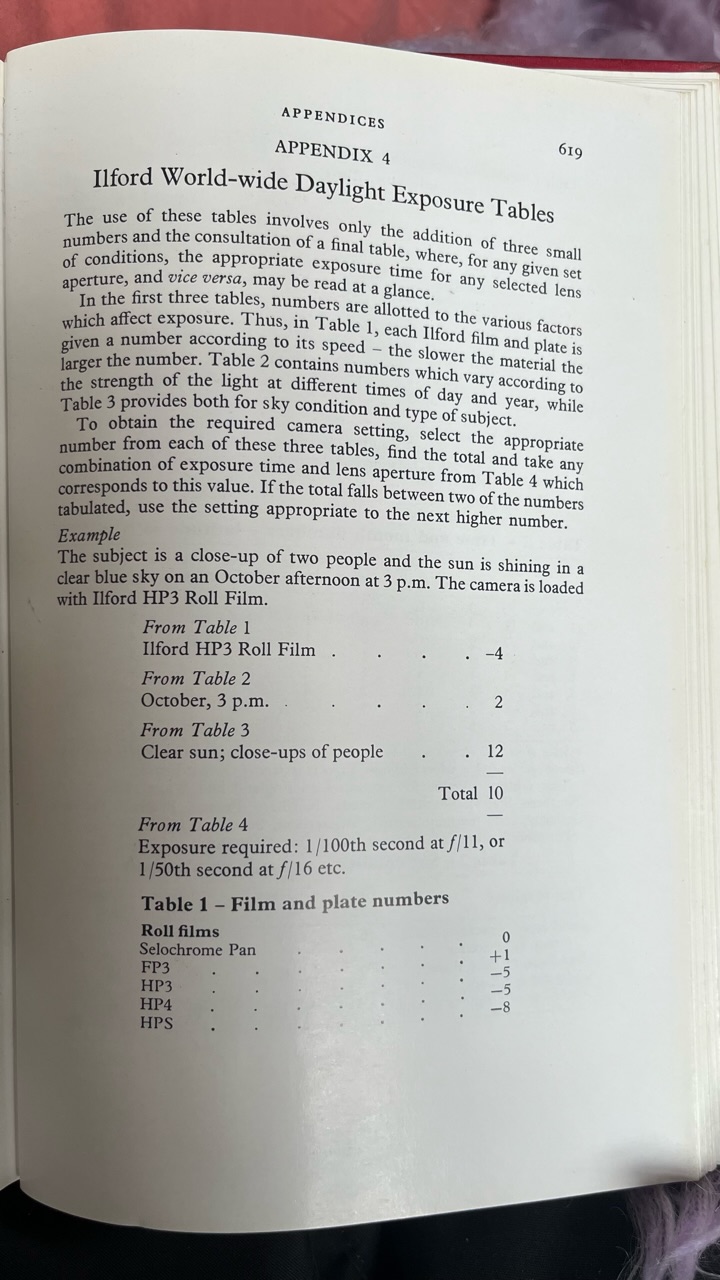 APPENDICES
619
APPENDIX 4
Ilford World-wide Daylight Exposure Tables
The use of these tables involves only the addition of three small
numbers and the consultation of a final table, where, for any given set
of conditions, the appropriate exposure time for any selected lens
aperture, and vice versa, may be read at a glance.
In the first three tables, numbers are allotted to the various factors
which affect exposure. Thus, in Table 1, each Ilford film and plate is
given a number according to its speed – the slower the material the
larger the number. Table 2 contains numbers which vary according to
the strength of the light at different times of day and year, while
Table 3 provides both for sky condition and type of subject.
To obtain the required camera setting, select the appropriate
number from each of these three tables, find the total and take any
combination of exposure time and lens aperture from Table 4 which
corresponds to this value. If the total falls between two of the numbers
tabulated, use the setting appropriate to the next higher number.
Example
The subject is a close-up of two people and the sun is shining in a
clear blue sky on an October afternoon at 3 p.m. The camera is loaded
with Ilford HP3 Roll Film.
From Table 1
Ilford HP3 Roll Film . . . . –4
From Table 2
October, 3 p.m. . . . . . 2
From Table 3
Clear sun; close-ups of people . . 12
Total 10
From Table 4
Exposure required: 1/100th second at f/11, or
1/50th second at f/16 etc.
Table 1 – Film and plate numbers
Roll films
Selochrome Pan . . . . . 0
FP3 . . . . . . . +1
HP3 . . . . . . . –5
HP4 . . . . . . . –5
HPS . . . . . . . –8